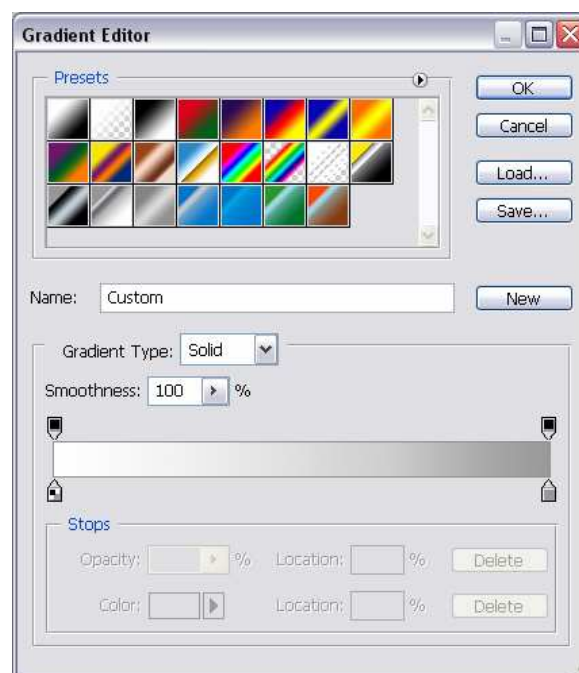 Gradient Editor
Presets
OK
Cancel
Load...
Save...
Name: Custom
New
Gradient Type: Solid
Smoothness: 100 %
Stops
Opacity: % Location: % Delete
Color: Location: % Delete